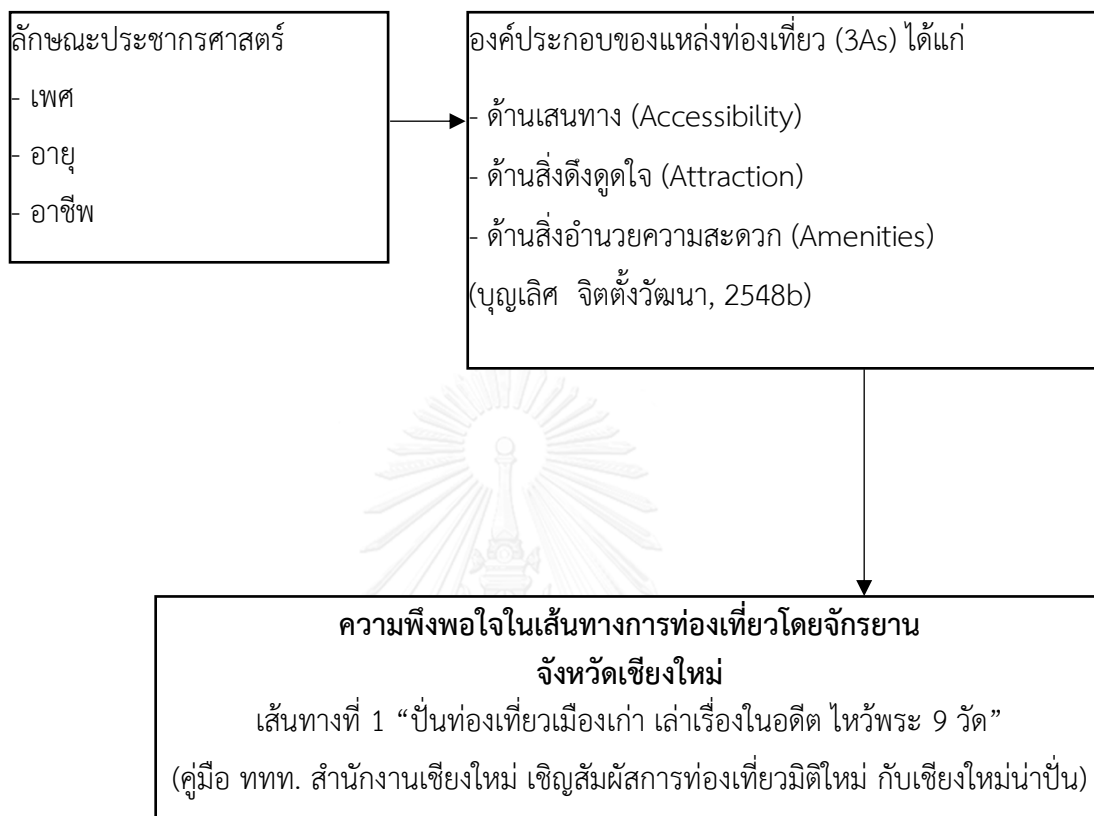 ลักษณะประชากรศาสตร์
- เพศ
- อายุ
- อาชีพ
องค์ประกอบของแหล่งท่องเที่ยว (3As) ได้แก่
- ด้านเสนทาง (Accessibility)
- ด้านสิ่งดึงดูดใจ (Attraction)
- ด้านสิ่งอำนวยความสะดวก (Amenities)
(บุญเลิศ จิตตั้งวัฒนา, 2548b)
ความพึงพอใจในเส้นทางการท่องเที่ยวโดยจักรยาน
จังหวัดเชียงใหม่
เส้นทางที่ 1 “ปั่นท่องเที่ยวเมืองเก่า เล่าเรื่องในอดีต ไหว้พระ 9 วัด”
(คู่มือ ททท. สำนักงานเชียงใหม่ เชิญสัมผัสการท่องเที่ยวมิติใหม่ กับเชียงใหม่น่าปั่น)